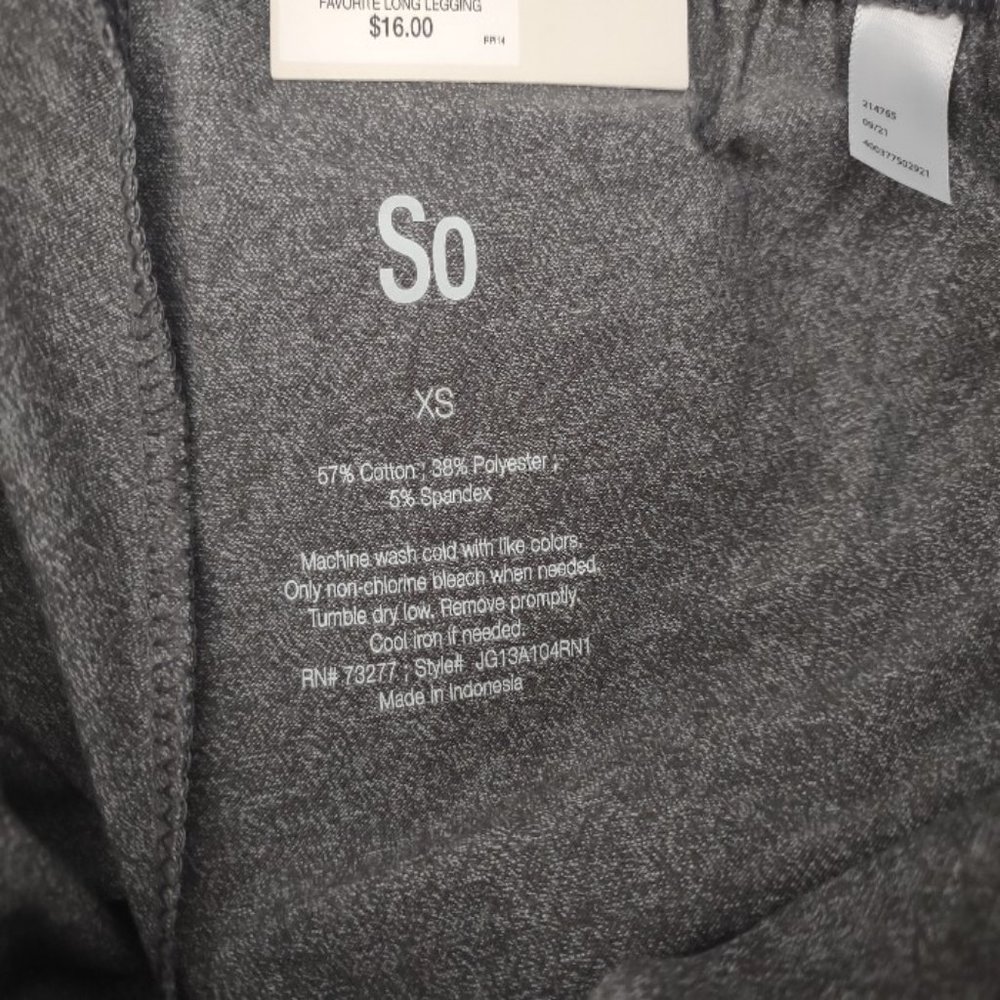 FAVORITE LONG LEGGING
$16.00
214765
09/21
400377502921
So
XS
57% Cotton ; 38% Polyester ;
5% Spandex
Machine wash cold with like colors.
Only non-chlorine bleach when needed.
Tumble dry low. Remove promptly.
Cool iron if needed.
RN# 73277 ; Style# JG13A104RN1
Made in Indonesia